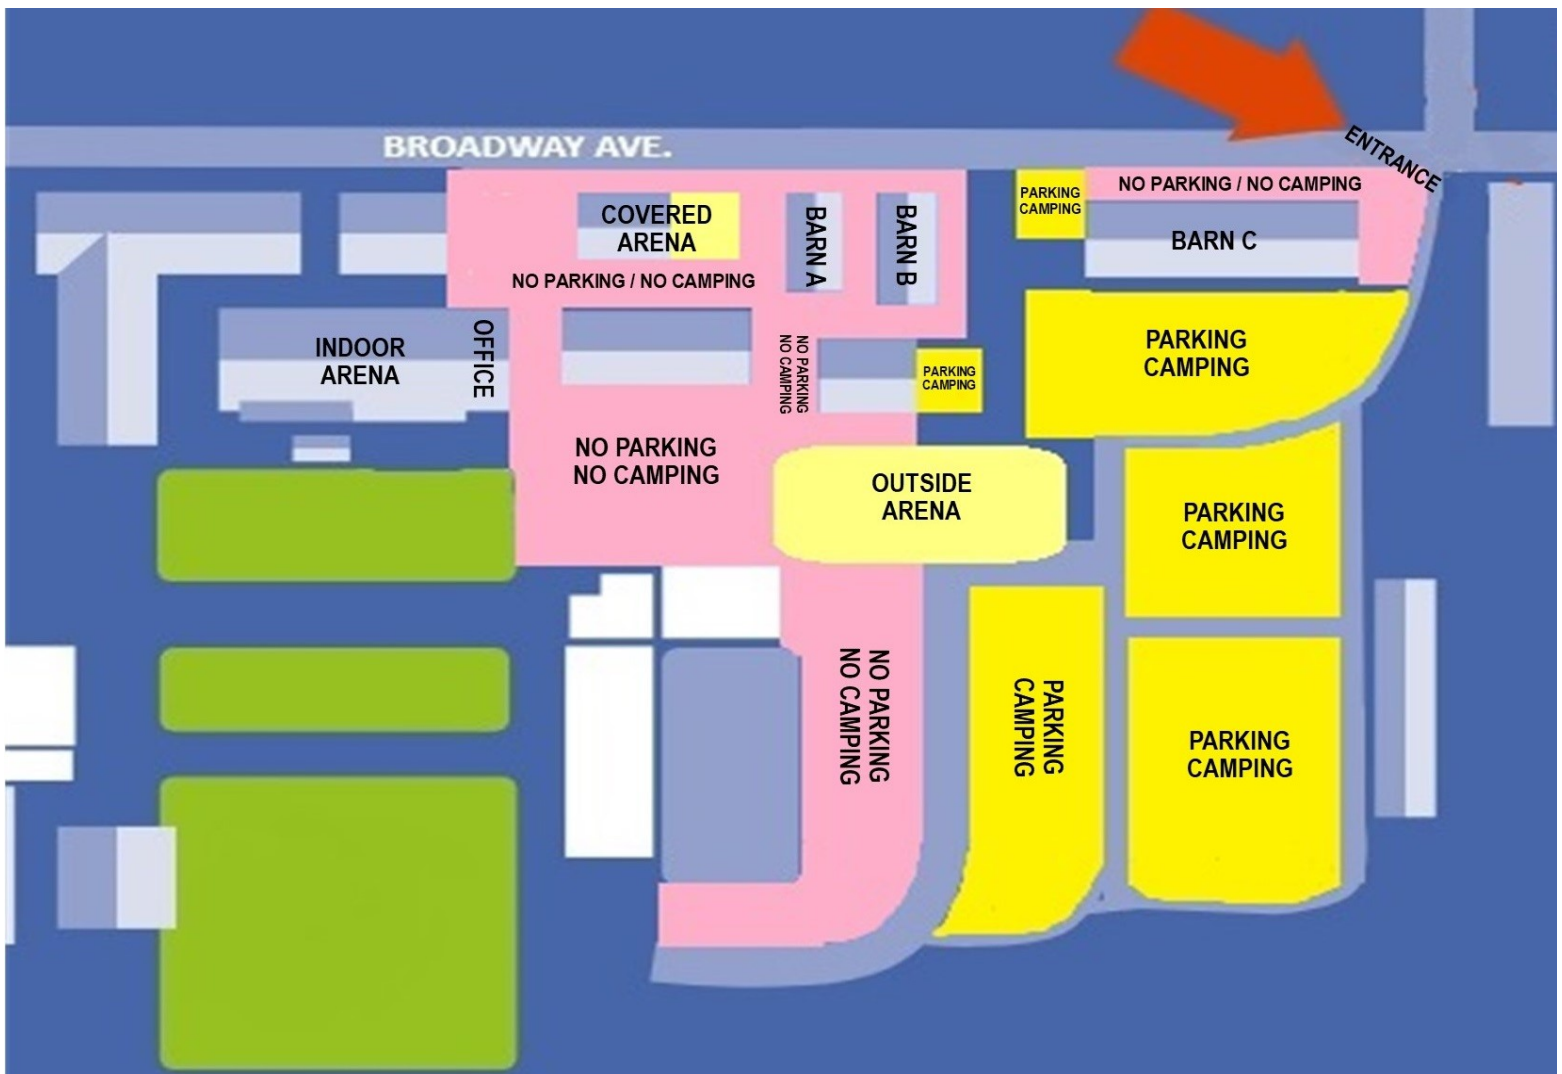 BROADWAY AVE.
ENTRANCE
NO PARKING / NO CAMPING
PARKING
CAMPING
COVERED
ARENA
BARN A
BARN B
BARN C
NO PARKING / NO CAMPING
INDOOR
ARENA
OFFICE
NO PARKING
NO CAMPING
PARKING
CAMPING
PARKING
CAMPING
NO PARKING
NO CAMPING
OUTSIDE
ARENA
PARKING
CAMPING
NO PARKING
NO CAMPING
PARKING
CAMPING
PARKING
CAMPING